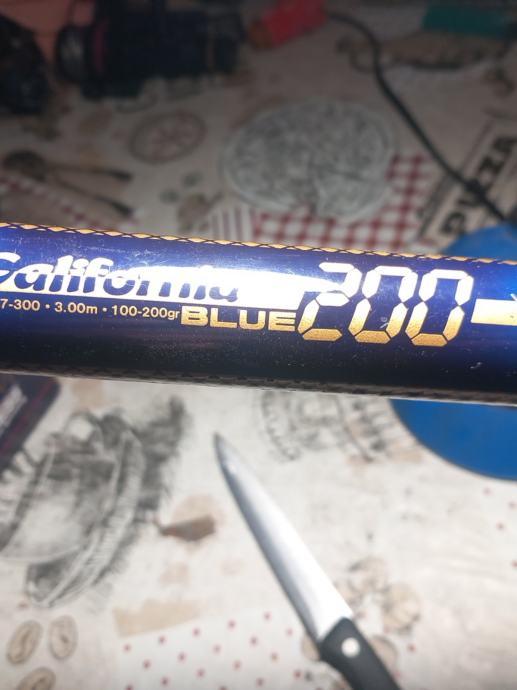 California
7-300 • 3.00m • 100-200gr
BLUE
200